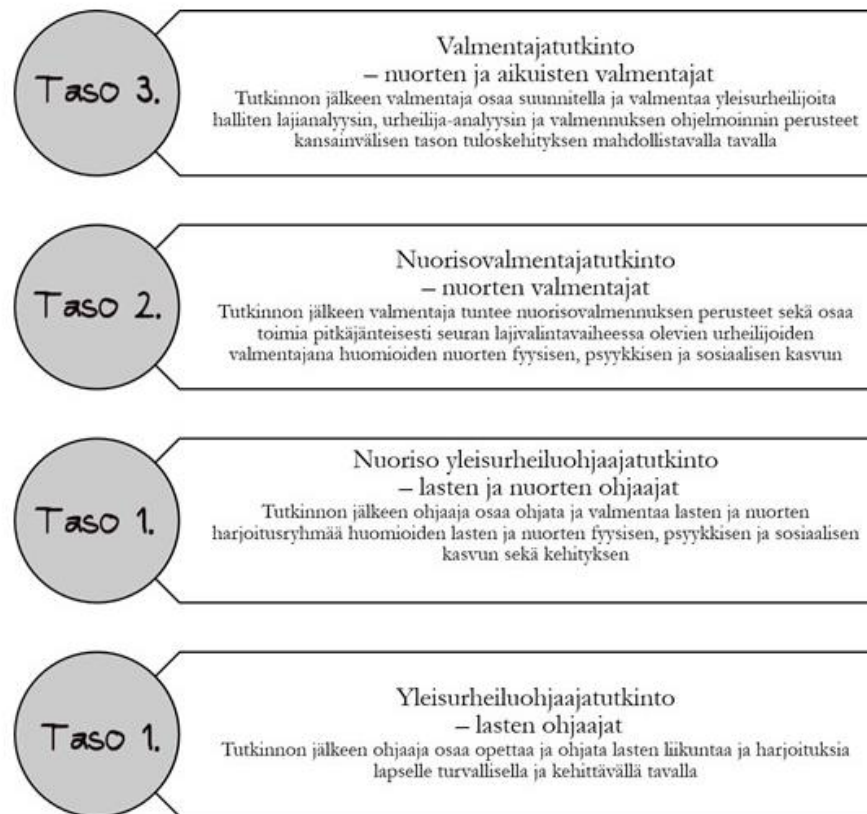 Taso 3.
Valmentajatutkinto
– nuorten ja aikuisten valmentajat
Tutkinnon jälkeen valmentaja osaa suunnitella ja valmentaa yleisurheilijoita
halliten lajianalyysin, urheilija-analyysin ja valmennuksen ohjelmoinnin perusteet
kansainvälisen tason tuloskehityksen mahdollistavalla tavalla
Taso 2.
Nuorisovalmentajatutkinto
– nuorten valmentajat
Tutkinnon jälkeen valmentaja tuntee nuorisovalmennuksen perusteet sekä osaa
toimia pitkäjänteisesti seuran lajivalintavaiheessa olevien urheilijoiden
valmentajana huomioiden nuorten fyysisen, psyykkisen ja sosiaalisen kasvun
Taso 1.
Nuoriso yleisurheiluohjaajatutkinto
– lasten ja nuorten ohjaajat
Tutkinnon jälkeen ohjaaja osaa ohjata ja valmentaa lasten ja nuorten
harjoitusryhmää huomioiden lasten ja nuorten fyysisen, psyykkisen ja sosiaalisen
kasvun sekä kehityksen
Taso 1.
Yleisurheiluohjaajatutkinto
– lasten ohjaajat
Tutkinnon jälkeen ohjaaja osaa opettaa ja ohjata lasten liikuntaa ja harjoituksia
lapselle turvallisella ja kehittävällä tavalla